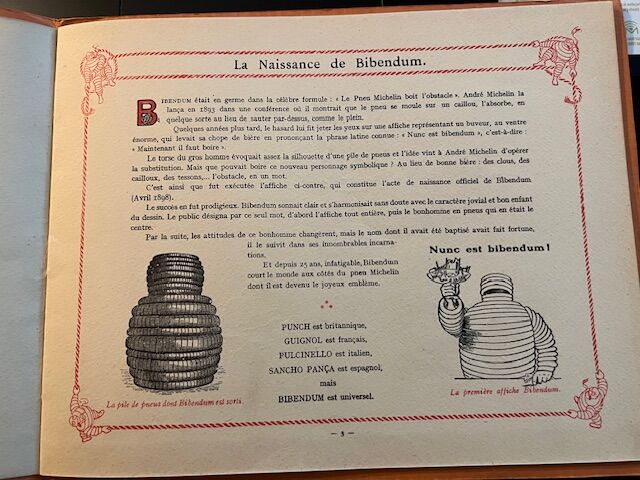 La Naissance de Bibendum.
BIBENDUM était en germe dans la célèbre formule : « Le Pneu Michelin boit l'obstacle ». André Michelin la
lança en 1893 dans une conférence où il montrait que le pneu se moule sur un caillou, l'absorbe, en
quelque sorte au lieu de sauter par-dessus, comme le plein.
Quelques années plus tard, le hasard lui fit jeter les yeux sur une affiche représentant un buveur, au ventre
énorme, qui levait sa chope de bière en prononçant la phrase latine connue : « Nunc est bibendum », c'est-à-dire :
« Maintenant il faut boire ».
Le torse du gros homme évoquait assez la silhouette d'une pile de pneus et l'idée vint à André Michelin d'opérer
la substitution. Mais que pouvait boire ce nouveau personnage symbolique ? Au lieu de bonne bière : des clous, des
cailloux, des tessons,... l'obstacle, en un mot.
C'est ainsi que fut exécutée l'affiche ci-contre, qui constitue l'acte de naissance officiel de Bibendum
(Avril 1898).
Le succès en fut prodigieux. Bibendum sonnait clair et s'harmonisait sans doute avec le caractère jovial et bon enfant
du dessin. Le public désigna par ce seul mot, d'abord l'affiche tout entière, puis le bonhomme en pneus qui en était le
centre.
Par la suite, les attitudes de ce bonhomme changèrent, mais le nom dont il avait été baptisé avait fait fortune,
il le suivit dans ses innombrables incarna-
tions.
Et depuis 25 ans, infatigable, Bibendum
court le monde aux côtés du pneu Michelin
dont il est devenu le joyeux emblème.
Nunc est bibendum !
PUNCH est britannique,
GUIGNOL est français,
PULCINELLO est italien,
SANCHO PANÇA est espagnol,
mais
BIBENDUM est universel.
La pile de pneus dont Bibendum est sorti.
La première affiche Bibendum.
— 3 —